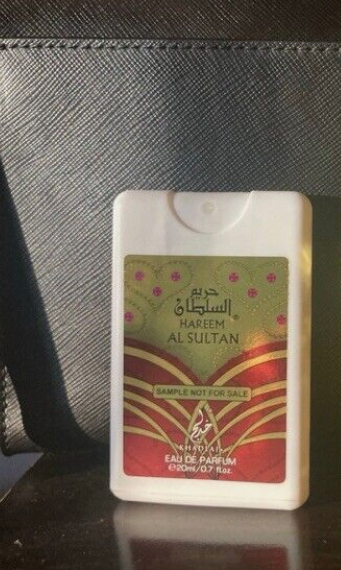 حريم
السلطان
HAREEM
AL SULTAN
SAMPLE NOT FOR SALE
KHADLAJ
EAU DE PARFUM
℮20ml/0.7 fl.oz.